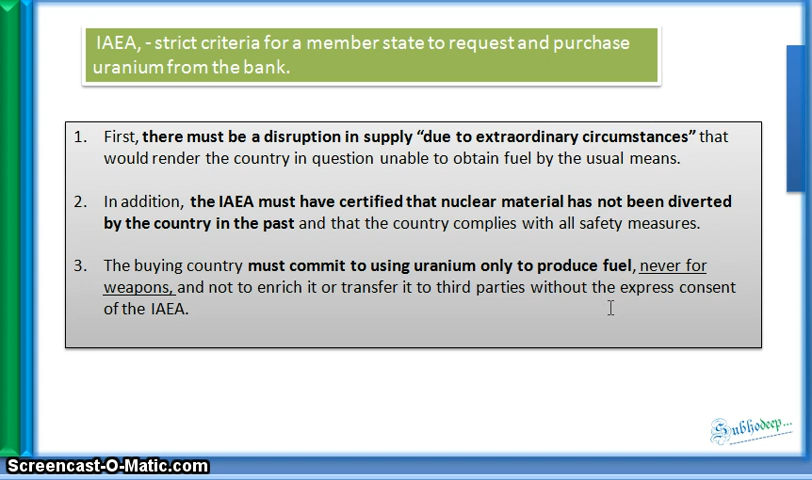 IAEA, - strict criteria for a member state to request and purchase
uranium from the bank.
1. First, there must be a disruption in supply “due to extraordinary circumstances” that
would render the country in question unable to obtain fuel by the usual means.
2. In addition, the IAEA must have certified that nuclear material has not been diverted
by the country in the past and that the country complies with all safety measures.
3. The buying country must commit to using uranium only to produce fuel, never for
weapons, and not to enrich it or transfer it to third parties without the express consent
of the IAEA.
Subhodeep...
Screencast-O-Matic.com